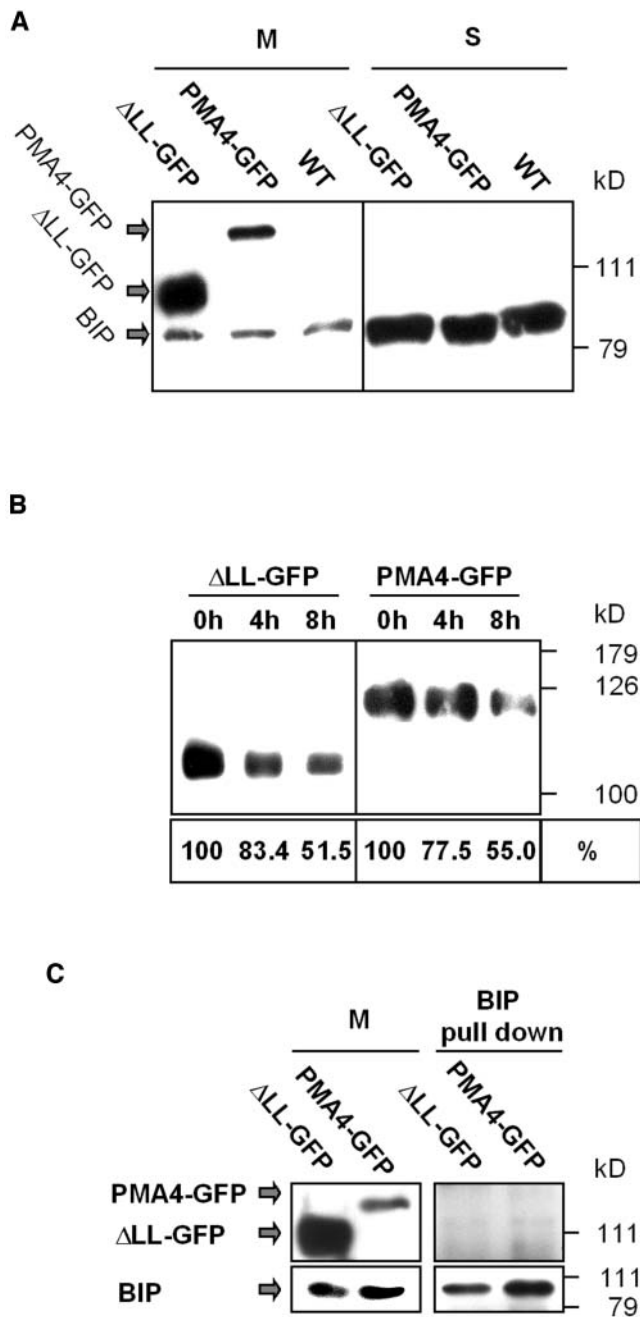 A
M S
ΔLL-GFP PMA4-GFP WT ΔLL-GFP PMA4-GFP WT kD
PMA4-GFP
ΔLL-GFP
BIP
111
79
B
ΔLL-GFP PMA4-GFP
0h 4h 8h 0h 4h 8h kD
179
126
100
100 83.4 51.5 100 77.5 55.0 %
C
M BIP pull down
ΔLL-GFP PMA4-GFP ΔLL-GFP PMA4-GFP kD
PMA4-GFP
ΔLL-GFP 111
BIP 111
79